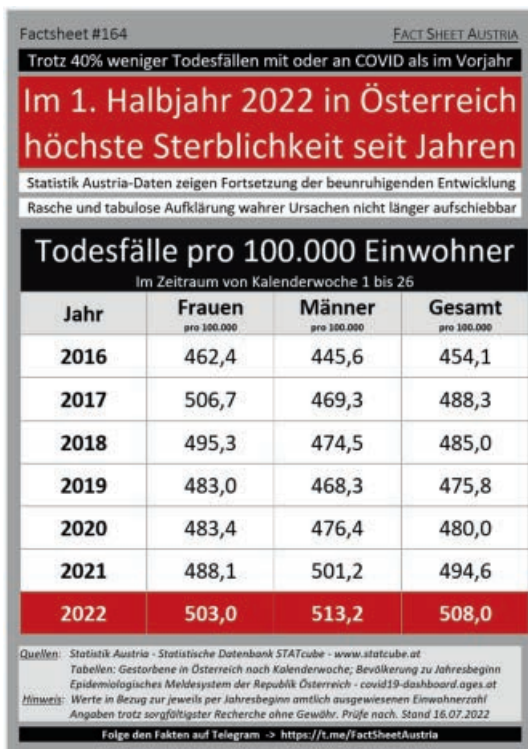 Factsheet #164 FACT SHEET AUSTRIA
Trotz 40% weniger Todesfällen mit oder an COVID als im Vorjahr
Im 1. Halbjahr 2022 in Österreich
höchste Sterblichkeit seit Jahren
Statistik Austria-Daten zeigen Fortsetzung der beunruhigenden Entwicklung
Rasche und tabulose Aufklärung wahrer Ursachen nicht länger aufschiebbar
Todesfälle pro 100.000 Einwohner
Im Zeitraum von Kalenderwoche 1 bis 26
Jahr Frauen Männer Gesamt
pro 100.000 pro 100.000 pro 100.000
2016 462,4 445,6 454,1
2017 506,7 469,3 488,3
2018 495,3 474,5 485,0
2019 483,0 468,3 475,8
2020 483,4 476,4 480,0
2021 488,1 501,2 494,6
2022 503,0 513,2 508,0
Quellen: Statistik Austria - Statistische Datenbank STATcube - www.statcube.at
Tabellen: Gestorbene in Österreich nach Kalenderwoche; Bevölkerung zu Jahresbeginn
Epidemiologisches Meldesystem der Republik Österreich - covid19-dashboard.ages.at
Hinweis: Werte in Bezug zur jeweils per Jahresbeginn amtlich ausgewiesenen Einwohnerzahl
Angaben trotz sorgfältigster Recherche ohne Gewähr. Prüfe nach. Stand 16.07.2022
Folge den Fakten auf Telegram -> https://t.me/FactSheetAustria